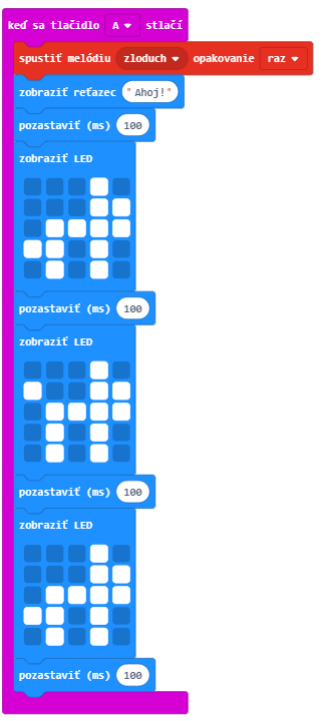 keď sa tlačidlo A stlačí
spustiť melódiu zloduch opakovanie raz
zobraziť reťazec "Ahoj!"
pozastaviť (ms) 100
zobraziť LED
pozastaviť (ms) 100
zobraziť LED
pozastaviť (ms) 100
zobraziť LED
pozastaviť (ms) 100